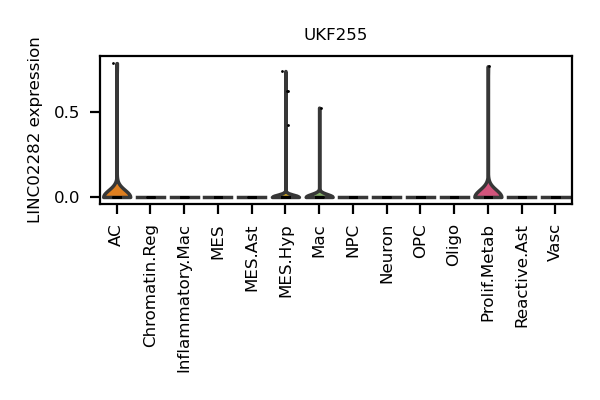 UKF255
LINC02282 expression
0.5
0.0
AC
Chromatin.Reg
Inflammatory.Mac
MES
MES.Ast
MES.Hyp
Mac
NPC
Neuron
OPC
Oligo
Prolif.Metab
Reactive.Ast
Vasc